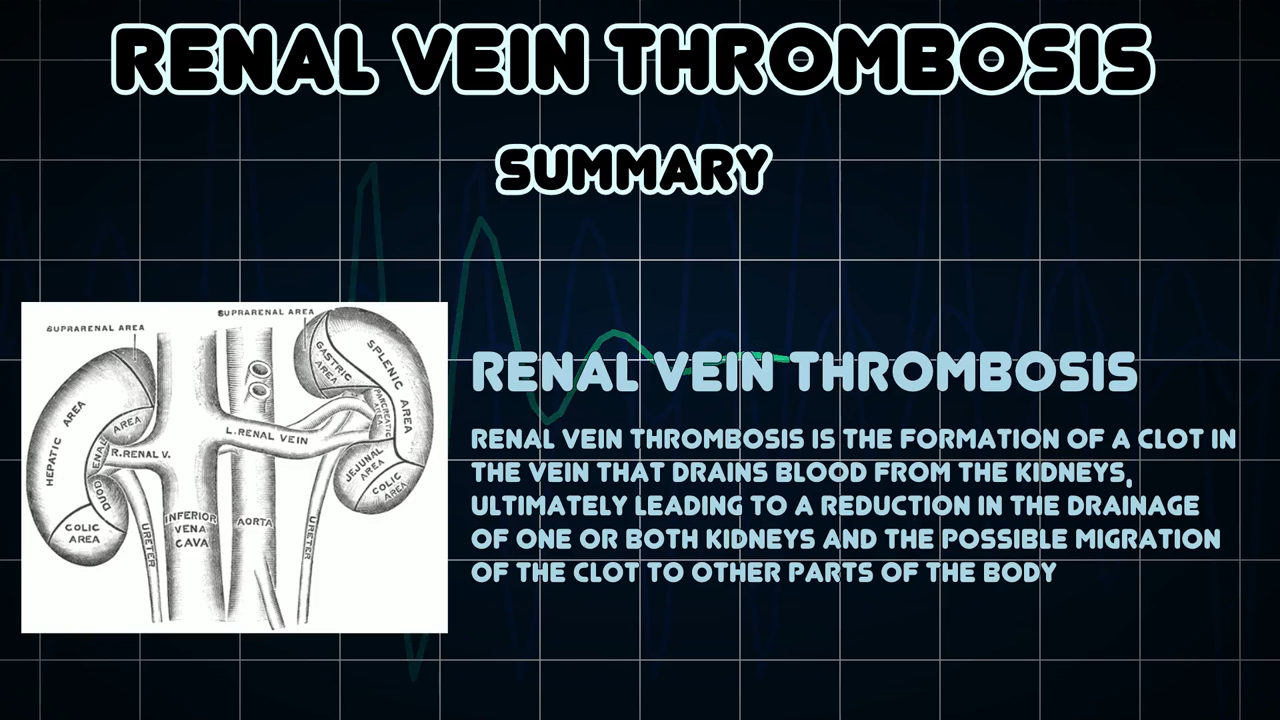 RENAL VEIN THROMBOSIS
SUMMARY
SUPRARENAL AREA
SUPRARENAL AREA
GASTRIC AREA
SPLENIC AREA
PANCREATIC AREA
HEPATIC AREA
DUODENAL AREA
L.RENAL VEIN
R.RENAL V.
JEJUNAL AREA
COLIC AREA
COLIC AREA
URETER
INFERIOR
VENA
CAVA
AORTA
URETER
RENAL VEIN THROMBOSIS
RENAL VEIN THROMBOSIS IS THE FORMATION OF A CLOT IN
THE VEIN THAT DRAINS BLOOD FROM THE KIDNEYS,
ULTIMATELY LEADING TO A REDUCTION IN THE DRAINAGE
OF ONE OR BOTH KIDNEYS AND THE POSSIBLE MIGRATION
OF THE CLOT TO OTHER PARTS OF THE BODY